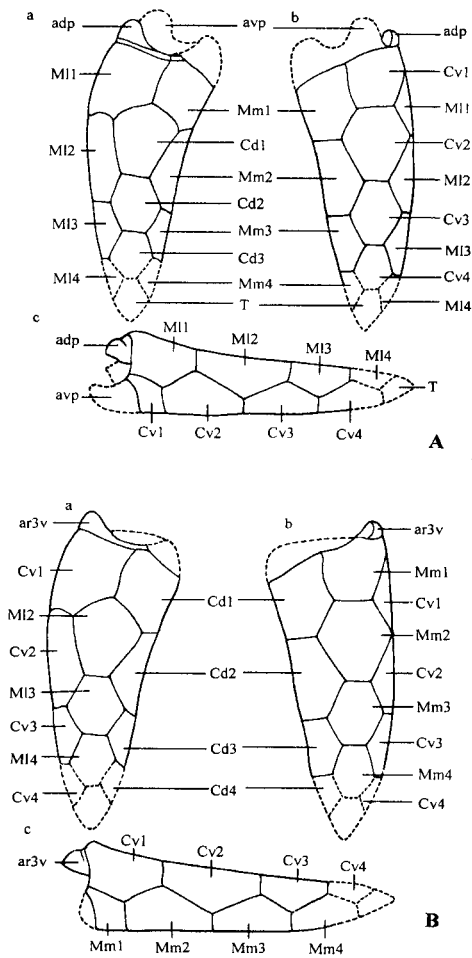 a
adp
avp
b
adp
Ml1
Cv1
Mm1
Ml1
Ml2
Cd1
Cv2
Mm2
Ml2
Cd2
Cv3
Ml3
Mm3
Cd3
Ml3
Cv4
Ml4
Mm4
T
Ml4
c
adp
Ml1
Ml2
Ml3
Ml4
avp
T
Cv1
Cv2
Cv3
Cv4
A
a
ar3v
b
ar3v
Cv1
Mm1
Cd1
Cv1
Ml2
Mm2
Cv2
Cd2
Cv2
Ml3
Mm3
Cv3
Cd3
Cv3
Ml4
Mm4
Cv4
Cd4
Cv4
c
ar3v
Cv1
Cv2
Cv3
Cv4
Mm1
Mm2
Mm3
Mm4
B